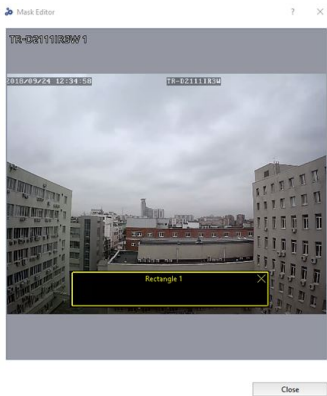 Mask Editor
TR-D2111IR3W 1
2018/09/24 12:34:58 TR-D2111IR3W
Rectangle 1
Close